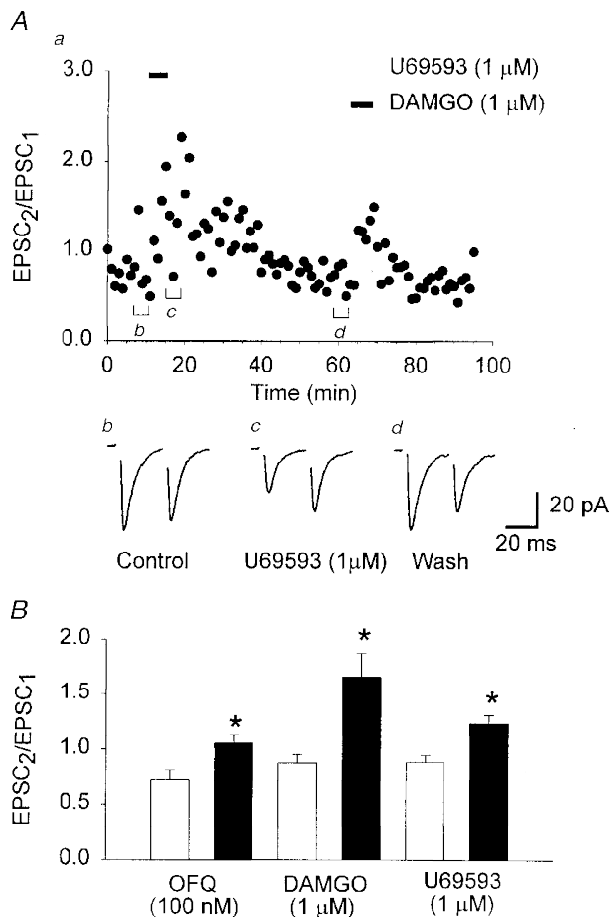 A
a
3.0
2.0
1.0
0.0
EPSC₂/EPSC₁
U69593 (1 μM)
DAMGO (1 μM)
b
c
d
0 20 40 60 80 100
Time (min)
b c d
20 pA
20 ms
Control U69593 (1μM) Wash
B
2.0
1.5
1.0
0.5
0.0
EPSC₂/EPSC₁
* * *
OFQ DAMGO U69593
(100 nM) (1 μM) (1 μM)